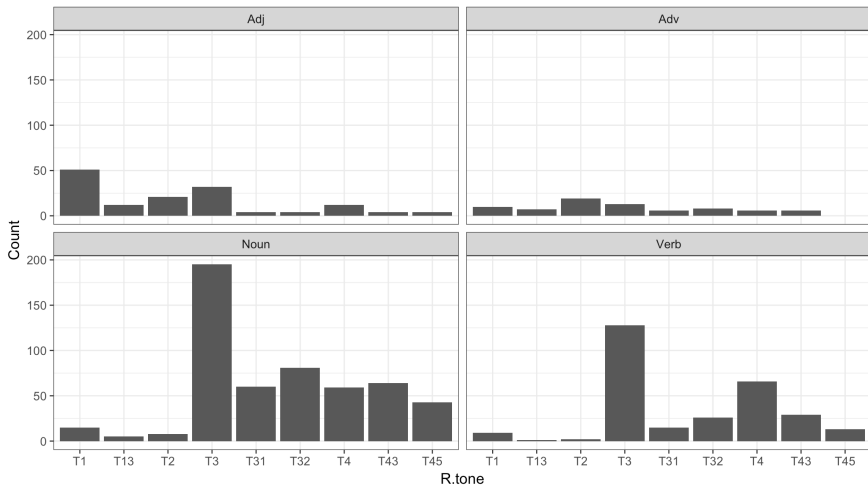 Adj Adv
200
150
100
50
0
Noun Verb
200
150
100
50
0
T1 T13 T2 T3 T31 T32 T4 T43 T45 T1 T13 T2 T3 T31 T32 T4 T43 T45
Count
R.tone